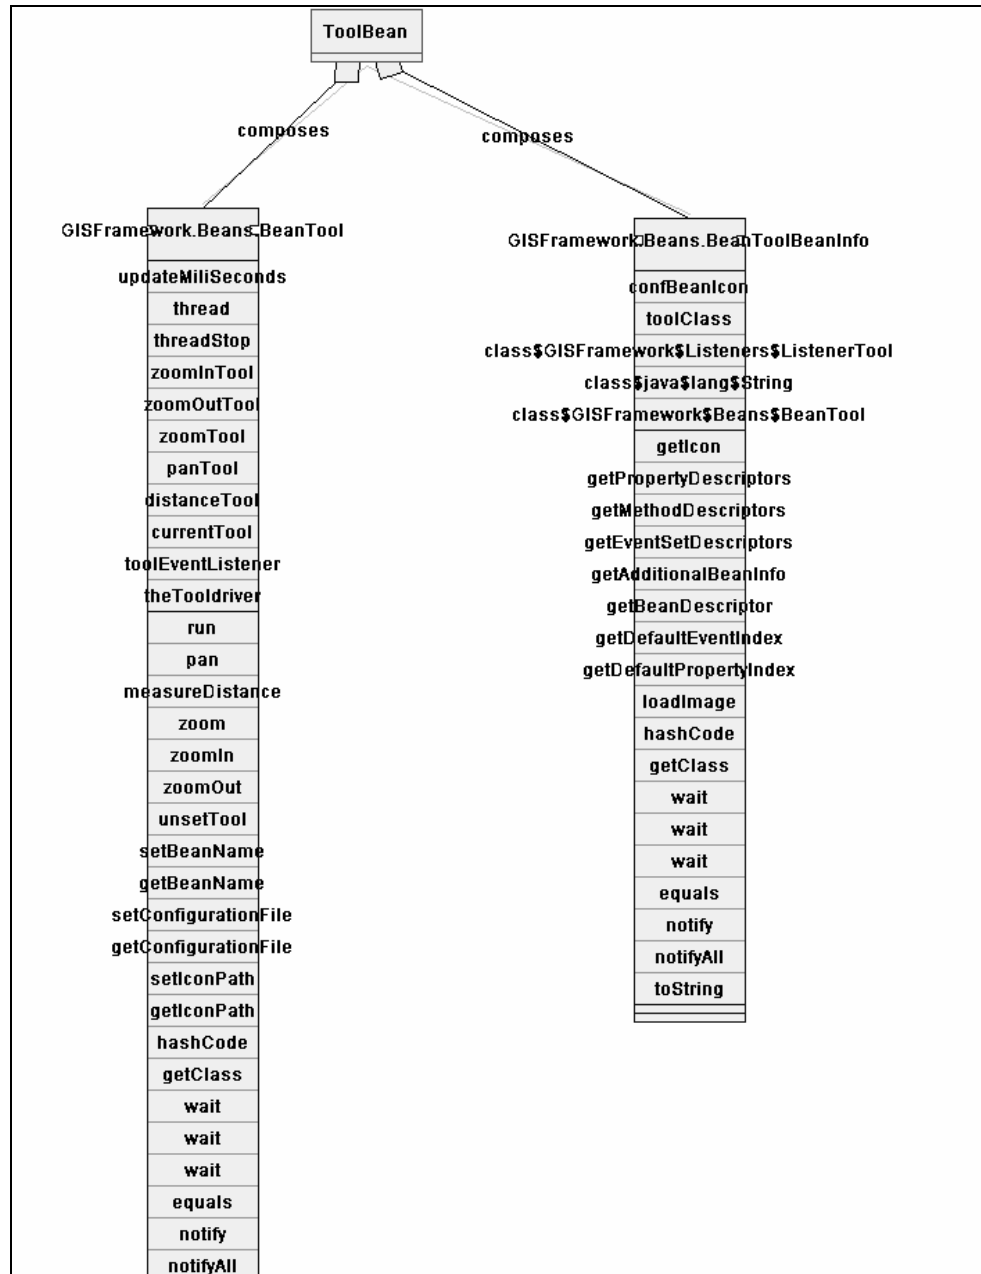 ToolBean
composes
composes
GISFramework.Beans.BeanTool
updateMiliSeconds
thread
threadStop
zoomInTool
zoomOutTool
zoomTool
panTool
distanceTool
currentTool
toolEventListener
theTooldriver
run
pan
measureDistance
zoom
zoomIn
zoomOut
unsetTool
setBeanName
getBeanName
setConfigurationFile
getConfigurationFile
setIconPath
getIconPath
hashCode
getClass
wait
wait
wait
equals
notify
notifyAll
GISFramework.Beans.BeanToolBeanInfo
confBeanIcon
toolClass
class$GISFramework$Listeners$ListenerTool
class$java$lang$String
class$GISFramework$Beans$BeanTool
getIcon
getPropertyDescriptors
getMethodDescriptors
getEventSetDescriptors
getAdditionalBeanInfo
getBeanDescriptor
getDefaultEventIndex
getDefaultPropertyIndex
loadImage
hashCode
getClass
wait
wait
wait
equals
notify
notifyAll
toString